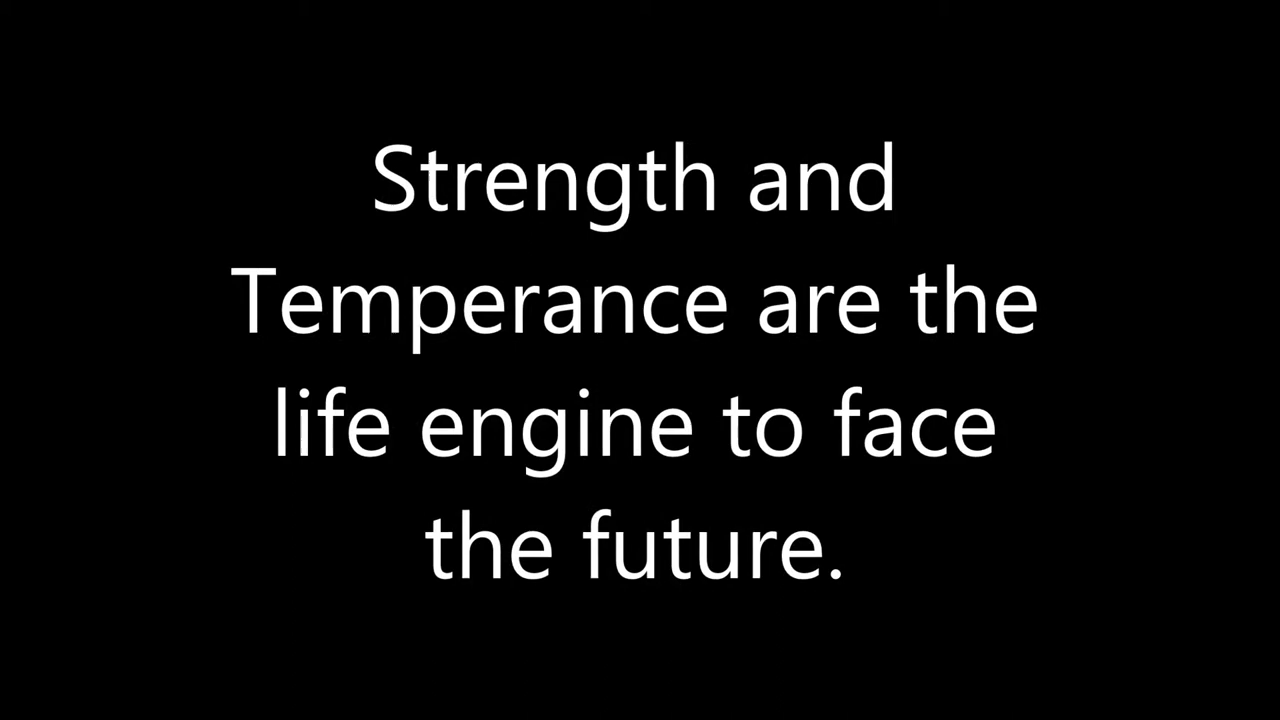 Strength and
Temperance are the
life engine to face
the future.